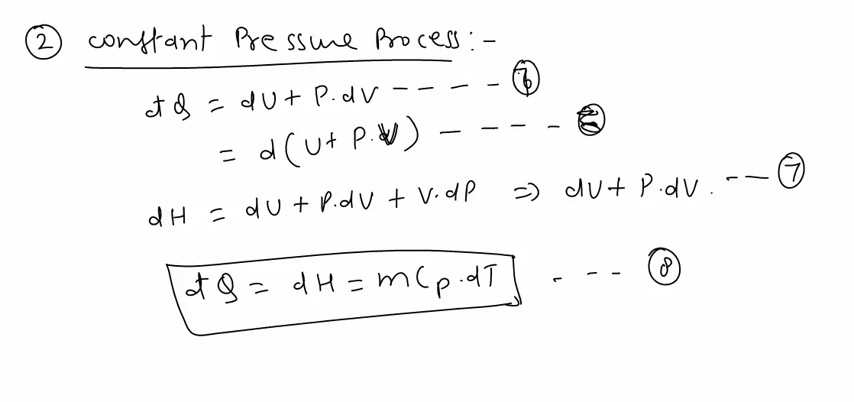 ② Constant Pressure Process :-
đQ = dU + P.dV - - - - ⑥
= d(U + P.V) - - - -
dH = dU + P.dV + V.dP ⇒ dU + P.dV. - - - ⑦
đQ = dH = mCp.dT - - - ⑧